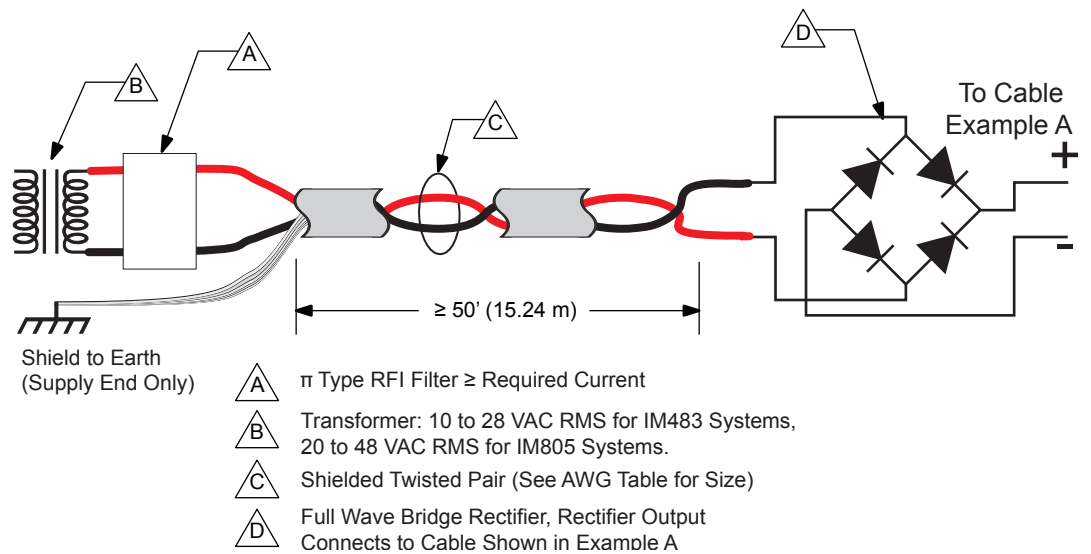 D
A
B
C
To Cable
Example A
+
-
≥ 50’ (15.24 m)
Shield to Earth
(Supply End Only)
A π Type RFI Filter ≥ Required Current
B Transformer: 10 to 28 VAC RMS for IM483 Systems,
20 to 48 VAC RMS for IM805 Systems.
C Shielded Twisted Pair (See AWG Table for Size)
D Full Wave Bridge Rectifier, Rectifier Output
Connects to Cable Shown in Example A